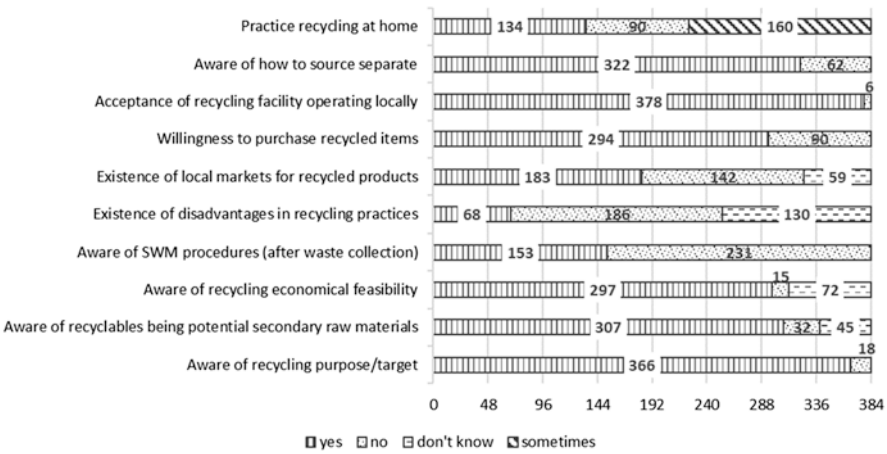 Practice recycling at home 134 90 160
Aware of how to source separate 322 62
Acceptance of recycling facility operating locally 378 6
Willingness to purchase recycled items 294 90
Existence of local markets for recycled products 183 142 59
Existence of disadvantages in recycling practices 68 186 130
Aware of SWM procedures (after waste collection) 153 231
Aware of recycling economical feasibility 297 15 72
Aware of recyclables being potential secondary raw materials 307 32 45
Aware of recycling purpose/target 366 18
0 48 96 144 192 240 288 336 384
yes no don't know sometimes